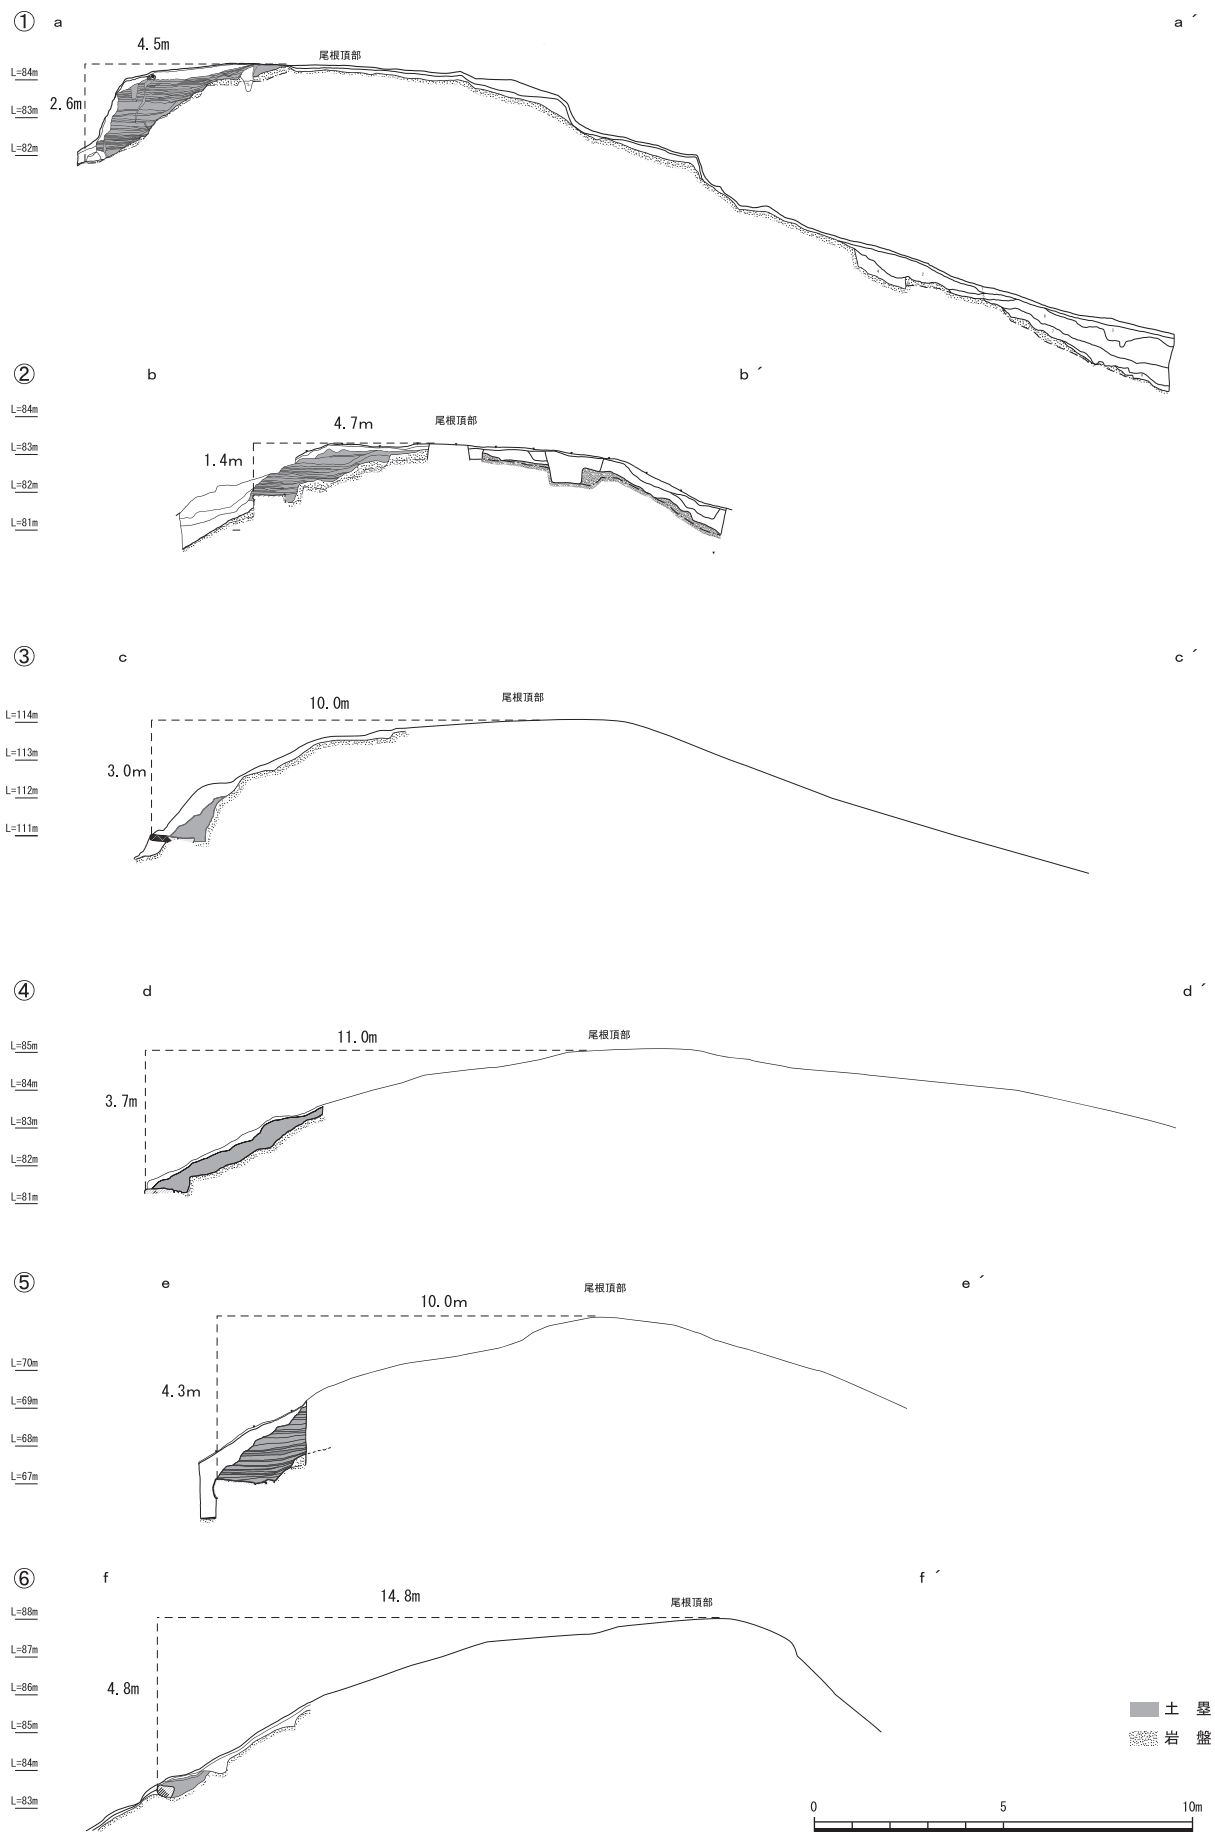 ① a a´
4.5m
尾根頂部
L=84m
2.6m
L=83m
L=82m
② b b´
L=84m
4.7m
尾根頂部
L=83m
1.4m
L=82m
L=81m
③ c c´
尾根頂部
10.0m
L=114m
L=113m
3.0m
L=112m
L=111m
④ d d´
尾根頂部
11.0m
L=85m
L=84m
3.7m
L=83m
L=82m
L=81m
⑤ e e´
尾根頂部
10.0m
L=70m
4.3m
L=69m
L=68m
L=67m
⑥ f f´
14.8m
尾根頂部
L=88m
L=87m
4.8m
L=86m
L=85m
L=84m
L=83m
土塁
岩盤
0 5 10m